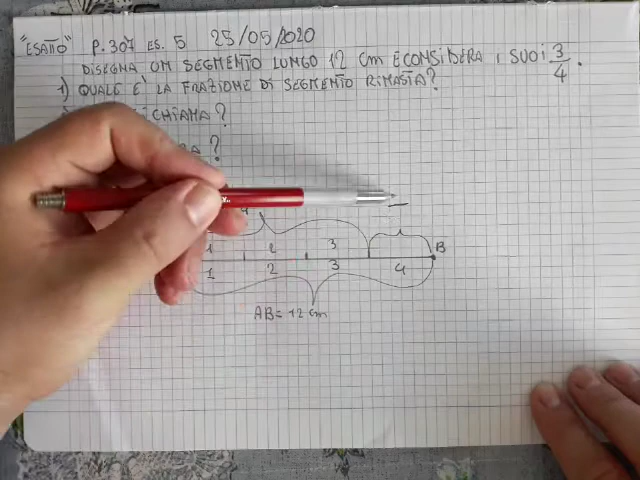 "ESATTO" P. 307 ES. 5 25/05/2020
DISEGNA UN SEGMENTO LUNGO 12 cm E CONSIDERA I SUOI 3/4.
1) QUALE È LA FRAZIONE DI SEGMENTO RIMASTA?
CHIAMA?
?
4
1 2 3 B
1 2 3 4
AB = 12 cm